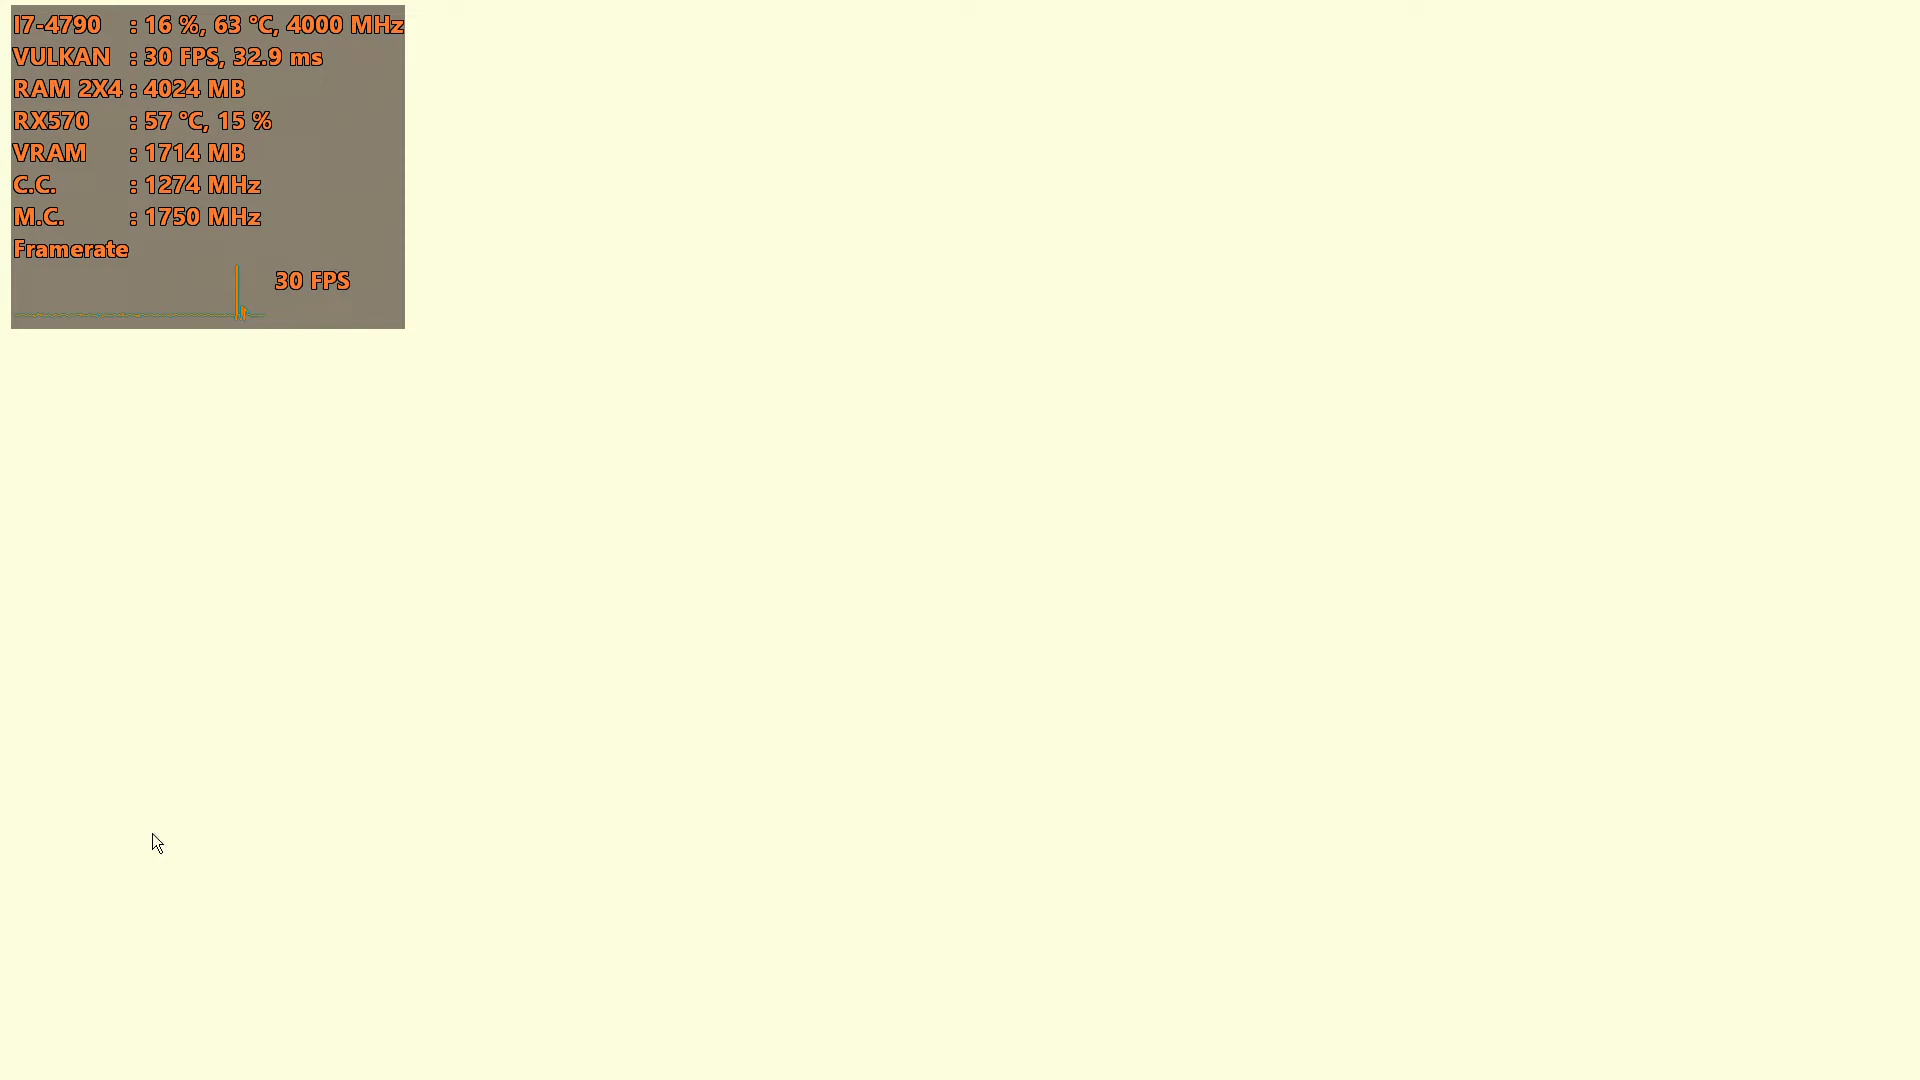 I7-4790 : 16 %, 63 °C, 4000 MHz
VULKAN : 30 FPS, 32.9 ms
RAM 2X4 : 4024 MB
RX570 : 57 °C, 15 %
VRAM : 1714 MB
C.C. : 1274 MHz
M.C. : 1750 MHz
Framerate
30 FPS